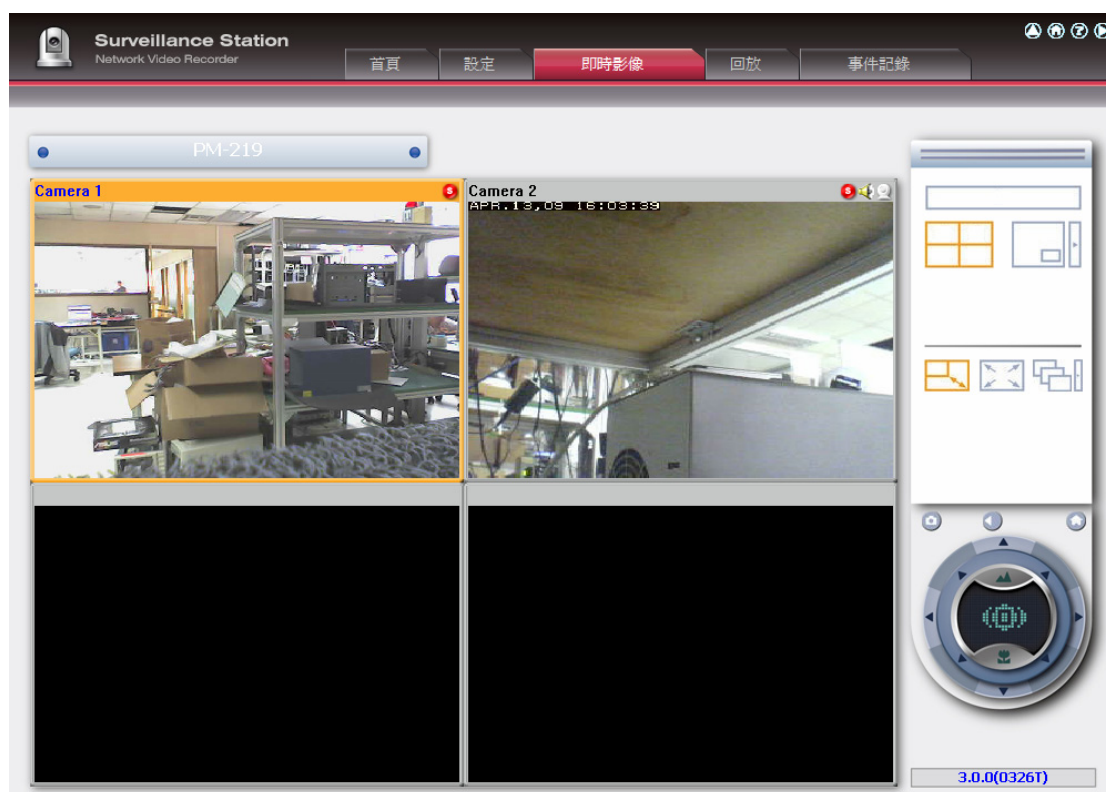 Surveillance Station
Network Video Recorder
首頁
設定
即時影像
回放
事件記錄
PM-219
Camera 1
S
Camera 2
S
APR.13,09 16:03:39
3.0.0(0326T)